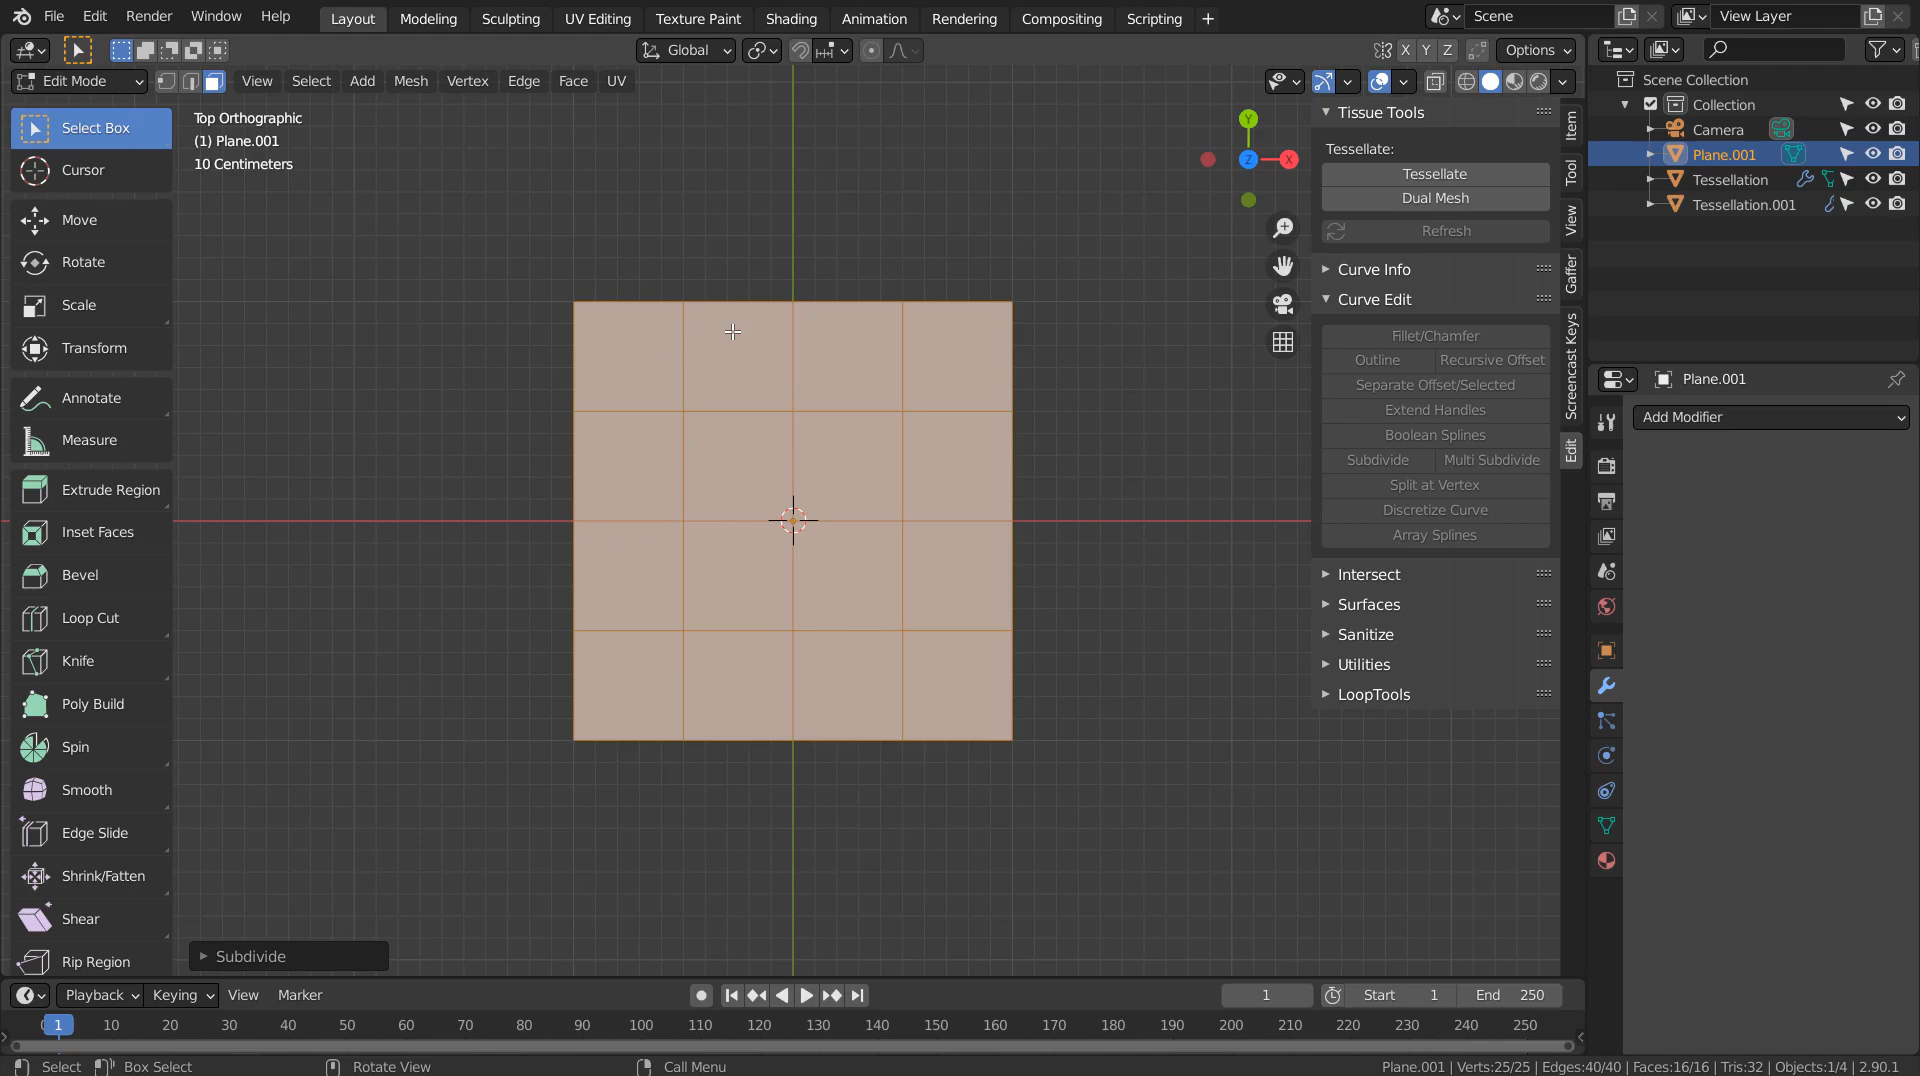 File Edit Render Window Help Layout Modeling Sculpting UV Editing Texture Paint Shading Animation Rendering Compositing Scripting + Scene View Layer
Global X Y Z Options
Edit Mode View Select Add Mesh Vertex Edge Face UV
Select Box
Cursor
Move
Rotate
Scale
Transform
Annotate
Measure
Extrude Region
Inset Faces
Bevel
Loop Cut
Knife
Poly Build
Spin
Smooth
Edge Slide
Shrink/Fatten
Shear
Rip Region
Top Orthographic
(1) Plane.001
10 Centimeters
Y
Z X
Subdivide
Tissue Tools
Tessellate:
Tessellate
Dual Mesh
Refresh
Curve Info
Curve Edit
Fillet/Chamfer
Outline Recursive Offset
Separate Offset/Selected
Extend Handles
Boolean Splines
Subdivide Multi Subdivide
Split at Vertex
Discretize Curve
Array Splines
Intersect
Surfaces
Sanitize
Utilities
LoopTools
Item
Tool
View
Gaffer
Screencast Keys
Edit
Scene Collection
Collection
Camera
Plane.001
Tessellation
Tessellation.001
Plane.001
Add Modifier
Playback Keying View Marker 1 Start 1 End 250
1 10 20 30 40 50 60 70 80 90 100 110 120 130 140 150 160 170 180 190 200 210 220 230 240 250
Select Box Select Rotate View Call Menu Plane.001 | Verts:25/25 | Edges:40/40 | Faces:16/16 | Tris:32 | Objects:1/4 | 2.90.1